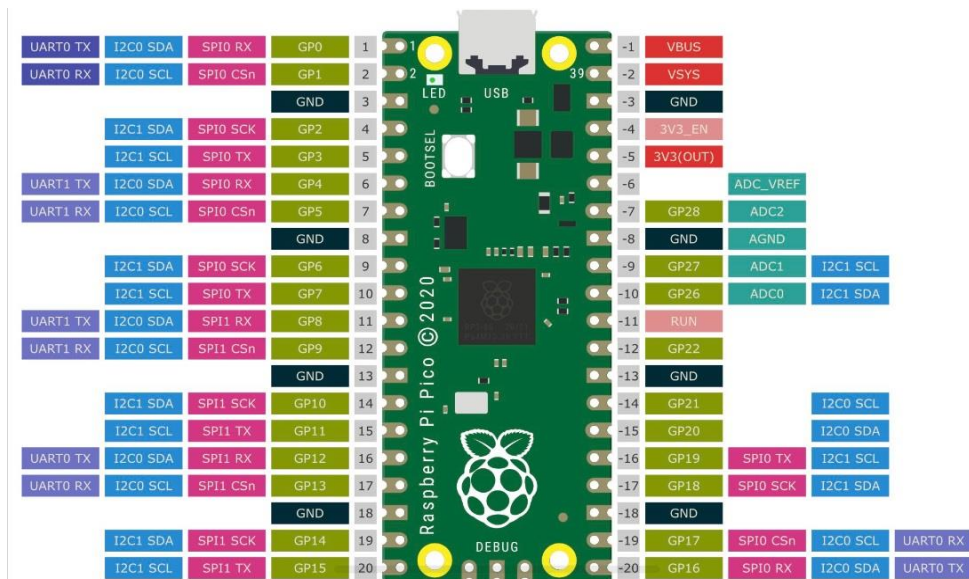 UART0 TX I2C0 SDA SPI0 RX GP0 1 1 -1 VBUS
UART0 RX I2C0 SCL SPI0 CSn GP1 2 2 39 -2 VSYS
LED USB
GND 3 -3 GND
I2C1 SDA SPI0 SCK GP2 4 -4 3V3_EN
I2C1 SCL SPI0 TX GP3 5 -5 3V3(OUT)
BOOTSEL
UART1 TX I2C0 SDA SPI0 RX GP4 6 -6 ADC_VREF
UART1 RX I2C0 SCL SPI0 CSn GP5 7 -7 GP28 ADC2
GND 8 -8 GND AGND
I2C1 SDA SPI0 SCK GP6 9 -9 GP27 ADC1 I2C1 SCL
I2C1 SCL SPI0 TX GP7 10 -10 GP26 ADC0 I2C1 SDA
UART1 TX I2C0 SDA SPI1 RX GP8 11 -11 RUN
UART1 RX I2C0 SCL SPI1 CSn GP9 12 -12 GP22
GND 13 -13 GND
I2C1 SDA SPI1 SCK GP10 14 -14 GP21 I2C0 SCL
I2C1 SCL SPI1 TX GP11 15 -15 GP20 I2C0 SDA
UART0 TX I2C0 SDA SPI1 RX GP12 16 -16 GP19 SPI0 TX I2C1 SCL
UART0 RX I2C0 SCL SPI1 CSn GP13 17 -17 GP18 SPI0 SCK I2C1 SDA
GND 18 -18 GND
Raspberry Pi Pico © 2020
I2C1 SDA SPI1 SCK GP14 19 -19 GP17 SPI0 CSn I2C0 SCL UART0 RX
DEBUG
I2C1 SCL SPI1 TX GP15 20 -20 GP16 SPI0 RX I2C0 SDA UART0 TX